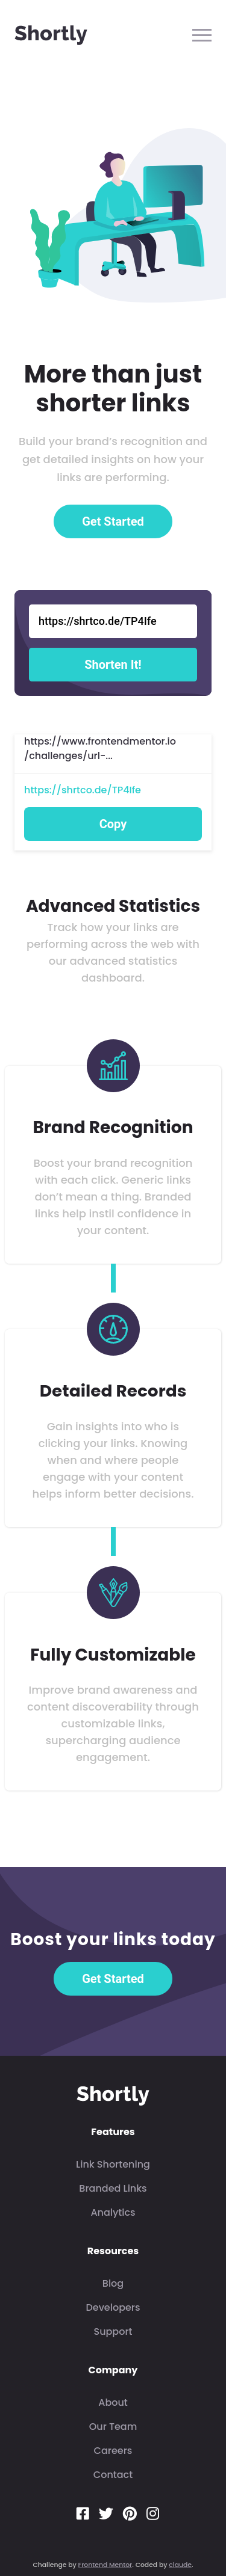 Shortly
More than just
shorter links
Build your brand’s recognition and
get detailed insights on how your
links are performing.
Get Started
https://shrtco.de/TP4Ife
Shorten It!
https://www.frontendmentor.io
/challenges/url-...
https://shrtco.de/TP4Ife
Copy
Advanced Statistics
Track how your links are
performing across the web with
our advanced statistics
dashboard.
Brand Recognition
Boost your brand recognition
with each click. Generic links
don’t mean a thing. Branded
links help instil confidence in
your content.
Detailed Records
Gain insights into who is
clicking your links. Knowing
when and where people
engage with your content
helps inform better decisions.
Fully Customizable
Improve brand awareness and
content discoverability through
customizable links,
supercharging audience
engagement.
Boost your links today
Get Started
Shortly
Features
Link Shortening
Branded Links
Analytics
Resources
Blog
Developers
Support
Company
About
Our Team
Careers
Contact
Challenge by Frontend Mentor. Coded by claude.